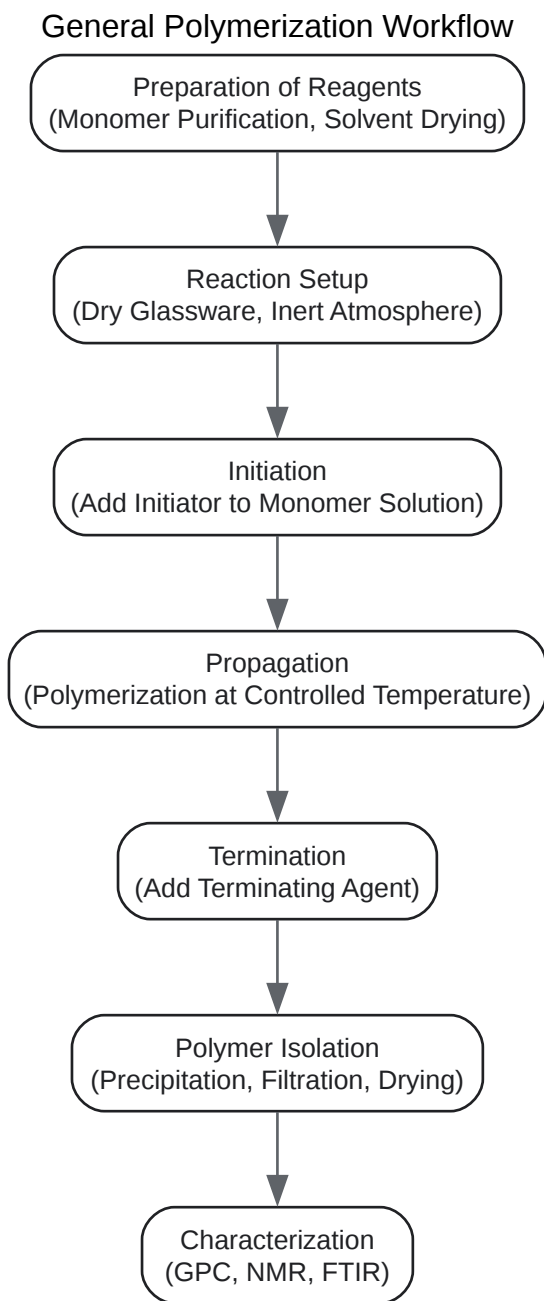 General Polymerization Workflow
Preparation of Reagents
(Monomer Purification, Solvent Drying)
Reaction Setup
(Dry Glassware, Inert Atmosphere)
Initiation
(Add Initiator to Monomer Solution)
Propagation
(Polymerization at Controlled Temperature)
Termination
(Add Terminating Agent)
Polymer Isolation
(Precipitation, Filtration, Drying)
Characterization
(GPC, NMR, FTIR)